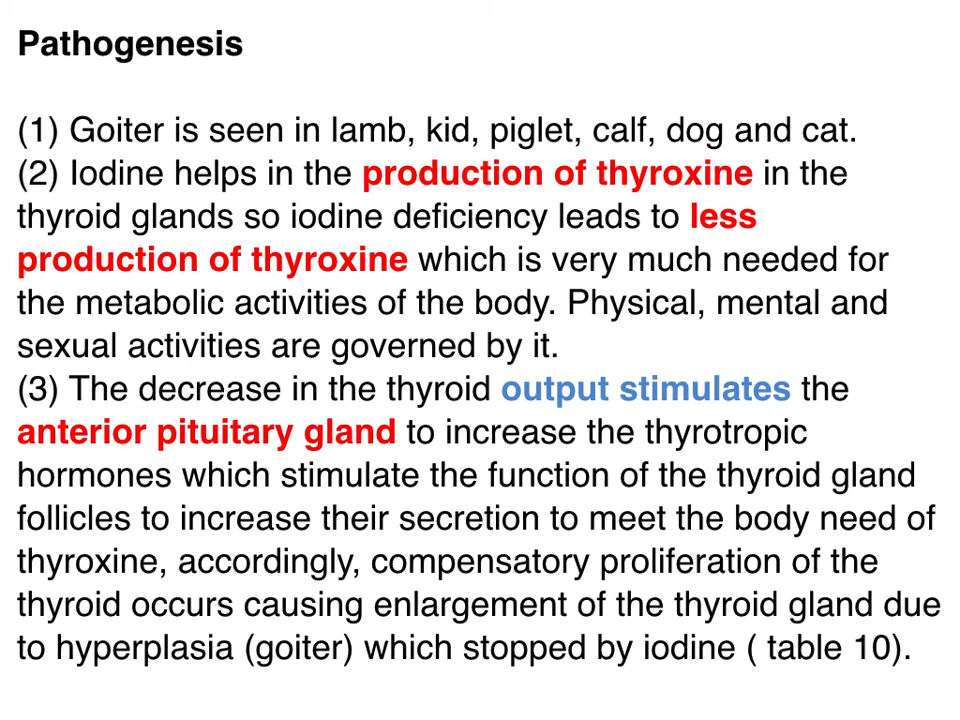 Pathogenesis
(1) Goiter is seen in lamb, kid, piglet, calf, dog and cat.
(2) Iodine helps in the production of thyroxine in the
thyroid glands so iodine deficiency leads to less
production of thyroxine which is very much needed for
the metabolic activities of the body. Physical, mental and
sexual activities are governed by it.
(3) The decrease in the thyroid output stimulates the
anterior pituitary gland to increase the thyrotropic
hormones which stimulate the function of the thyroid gland
follicles to increase their secretion to meet the body need of
thyroxine, accordingly, compensatory proliferation of the
thyroid occurs causing enlargement of the thyroid gland due
to hyperplasia (goiter) which stopped by iodine ( table 10).